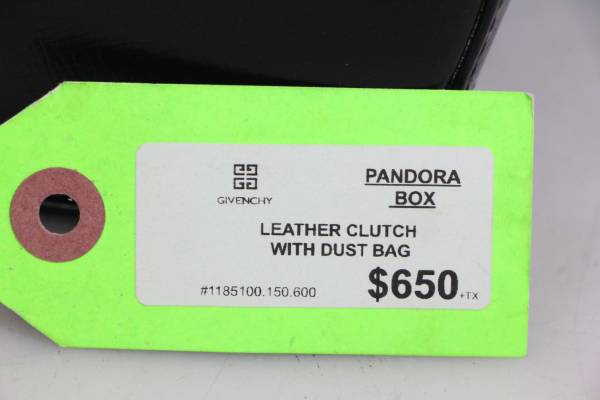 GIVENCHY
PANDORA
BOX
LEATHER CLUTCH
WITH DUST BAG
#1185100.150.600
$650+TX